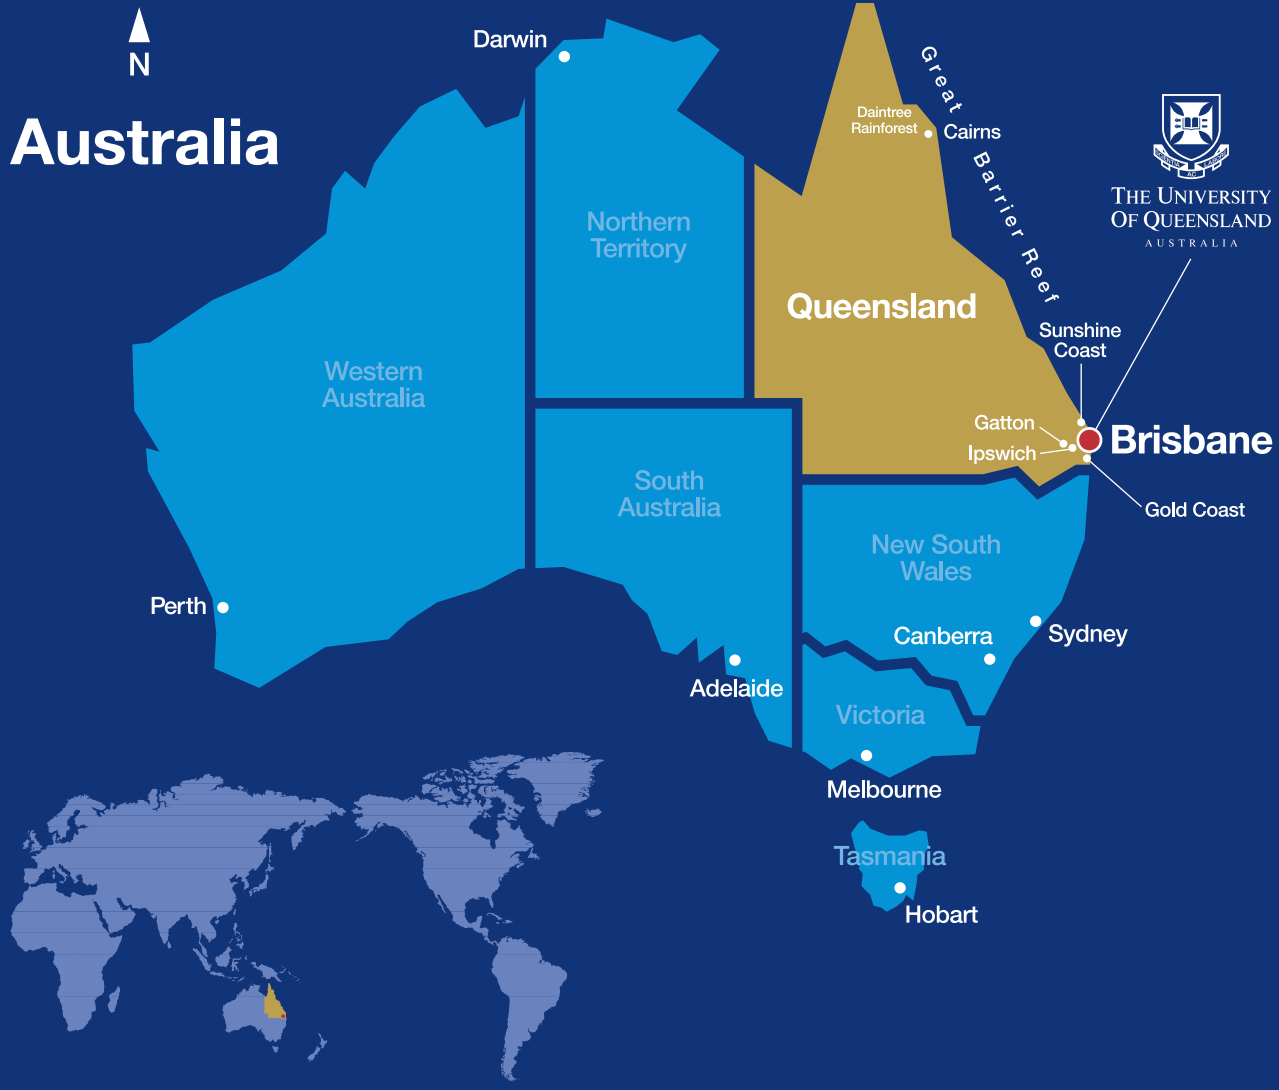 N
Australia
Darwin
Great Barrier Reef
Daintree
Rainforest
Cairns
THE UNIVERSITY
OF QUEENSLAND
AUSTRALIA
Northern
Territory
Queensland
Sunshine
Coast
Western
Australia
Gatton
Ipswich
Brisbane
Gold Coast
South
Australia
New South
Wales
Perth
Canberra
Sydney
Adelaide
Victoria
Melbourne
Tasmania
Hobart